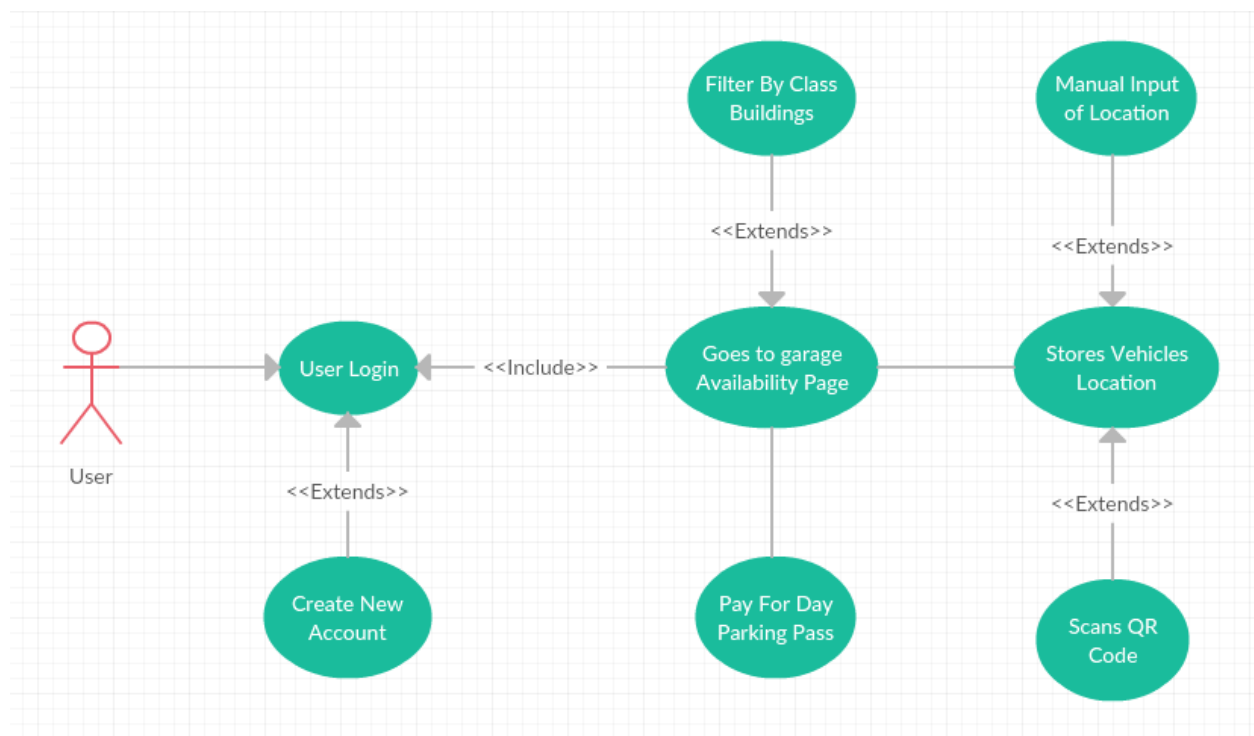 Filter By Class
Buildings
Manual Input
of Location
<<Extends>>
<<Extends>>
User Login
<<Include>>
Goes to garage
Availability Page
Stores Vehicles
Location
User
<<Extends>>
<<Extends>>
Create New
Account
Pay For Day
Parking Pass
Scans QR
Code